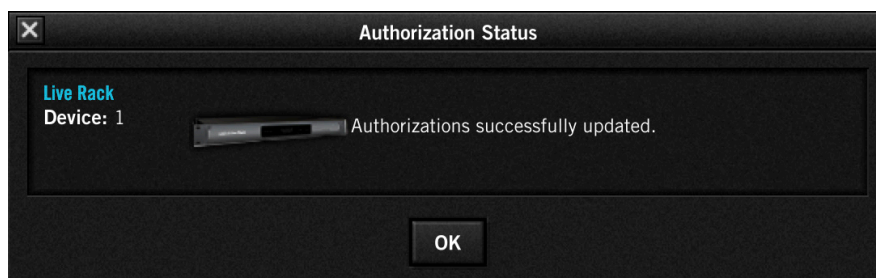 Authorization Status
Live Rack
Device: 1
Authorizations successfully updated.
OK